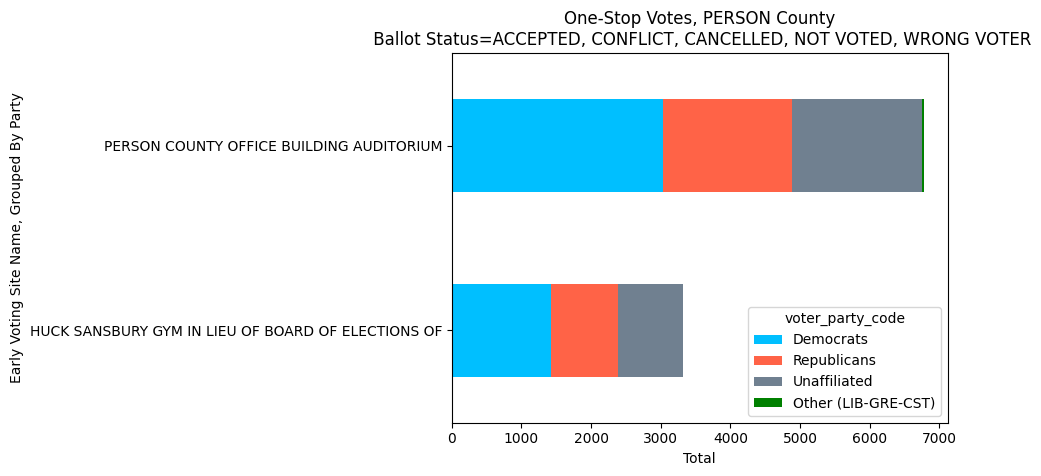 One-Stop Votes, PERSON County
Ballot Status=ACCEPTED, CONFLICT, CANCELLED, NOT VOTED, WRONG VOTER
Early Voting Site Name, Grouped By Party
PERSON COUNTY OFFICE BUILDING AUDITORIUM
HUCK SANSBURY GYM IN LIEU OF BOARD OF ELECTIONS OF
voter_party_code
Democrats
Republicans
Unaffiliated
Other (LIB-GRE-CST)
0 1000 2000 3000 4000 5000 6000 7000
Total